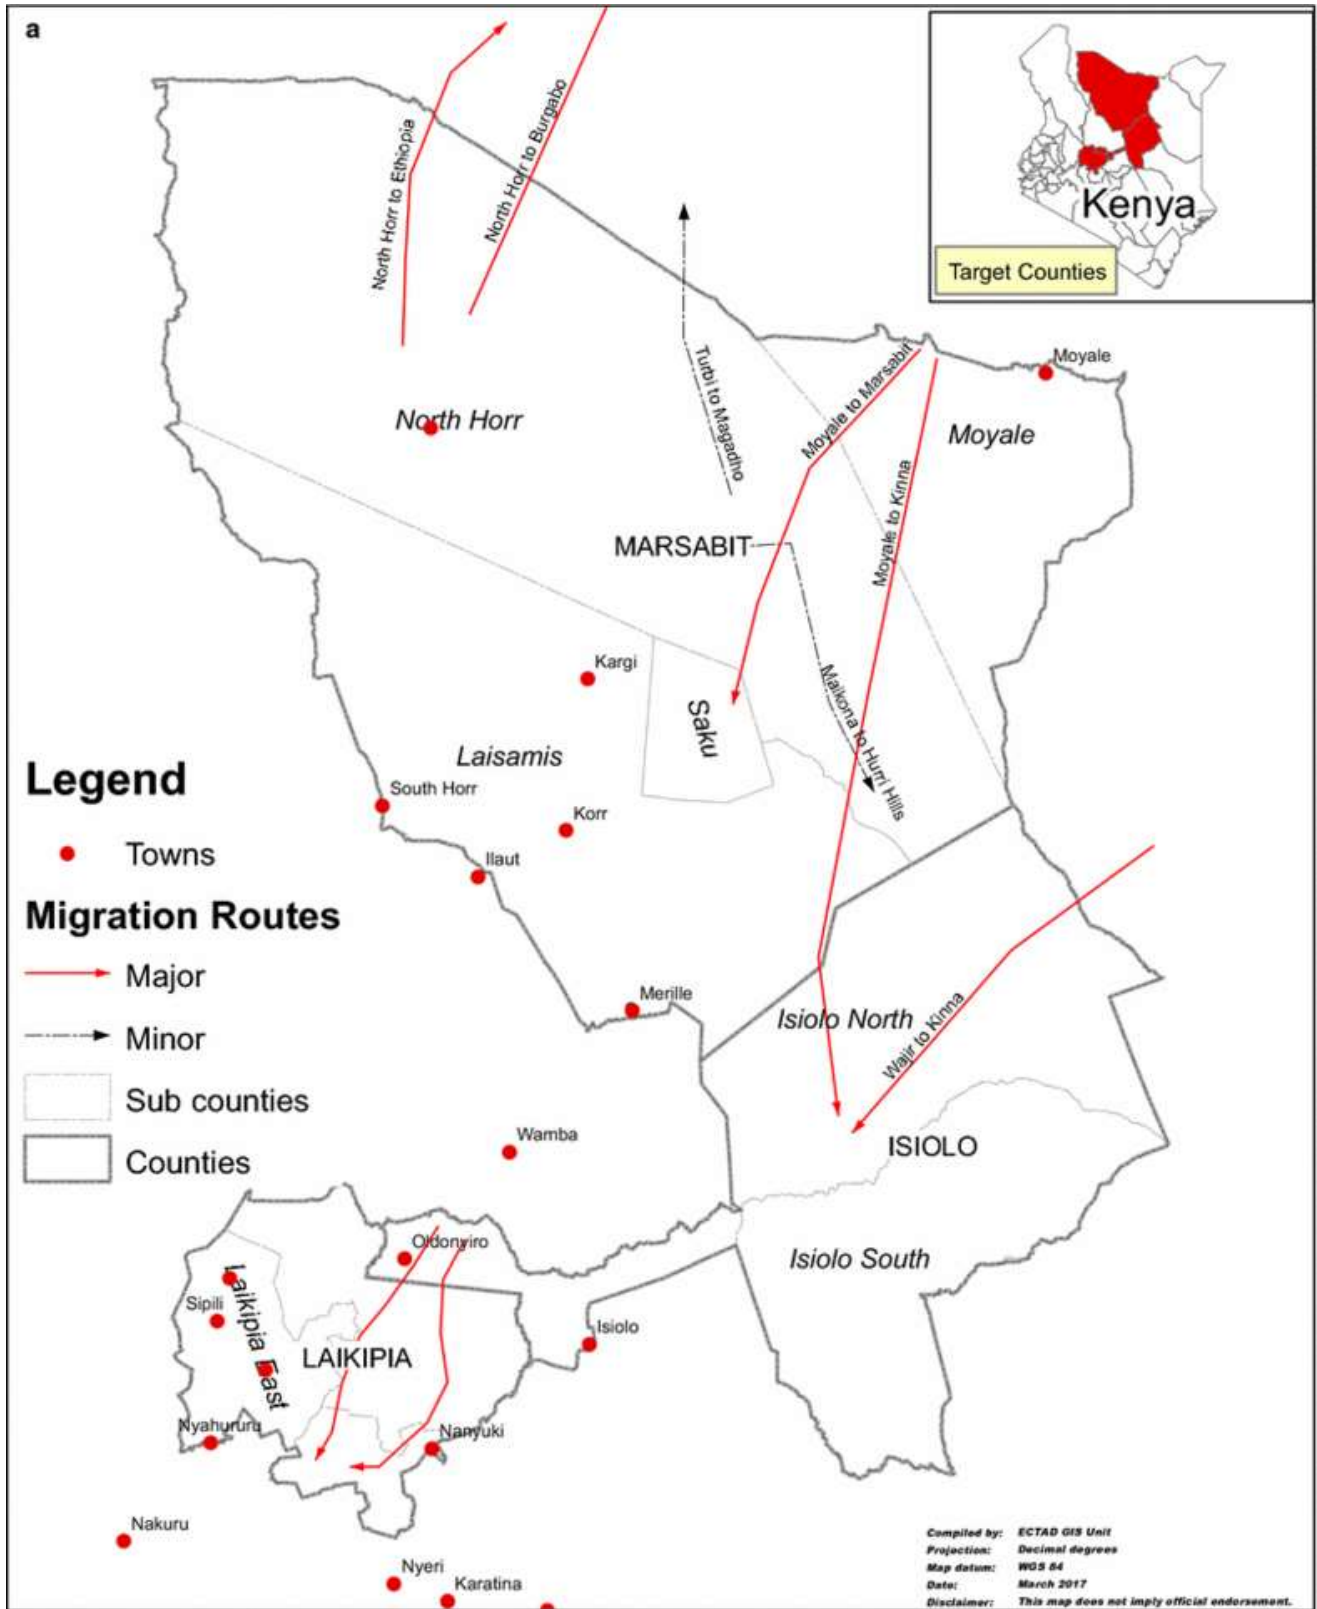 a
North Horr to Ethiopia
North Horr to Burgabo
Kenya
Target Counties
Turbi to Magadho
Moyale to Marsabit
Moyale
North Horr
Moyale
Moyale to Kinna
MARSABIT
Kargi
Saku
Maikona to Hurri Hills
Laisamis
Legend
South Horr
Korr
Towns
Ilaut
Migration Routes
Major
Merille
Isiolo North
Wajir to Kinna
Minor
Sub counties
Wamba
ISIOLO
Counties
Oldonyiro
Isiolo South
Laikipia East
Sipili
Isiolo
LAIKIPIA
Nyahururu
Nanyuki
Nakuru
Nyeri
Karatina
Compiled by: ECTAD GIS Unit
Projection: Decimal degrees
Map datum: WGS 84
Date: March 2017
Disclaimer: This map does not imply official endorsement.